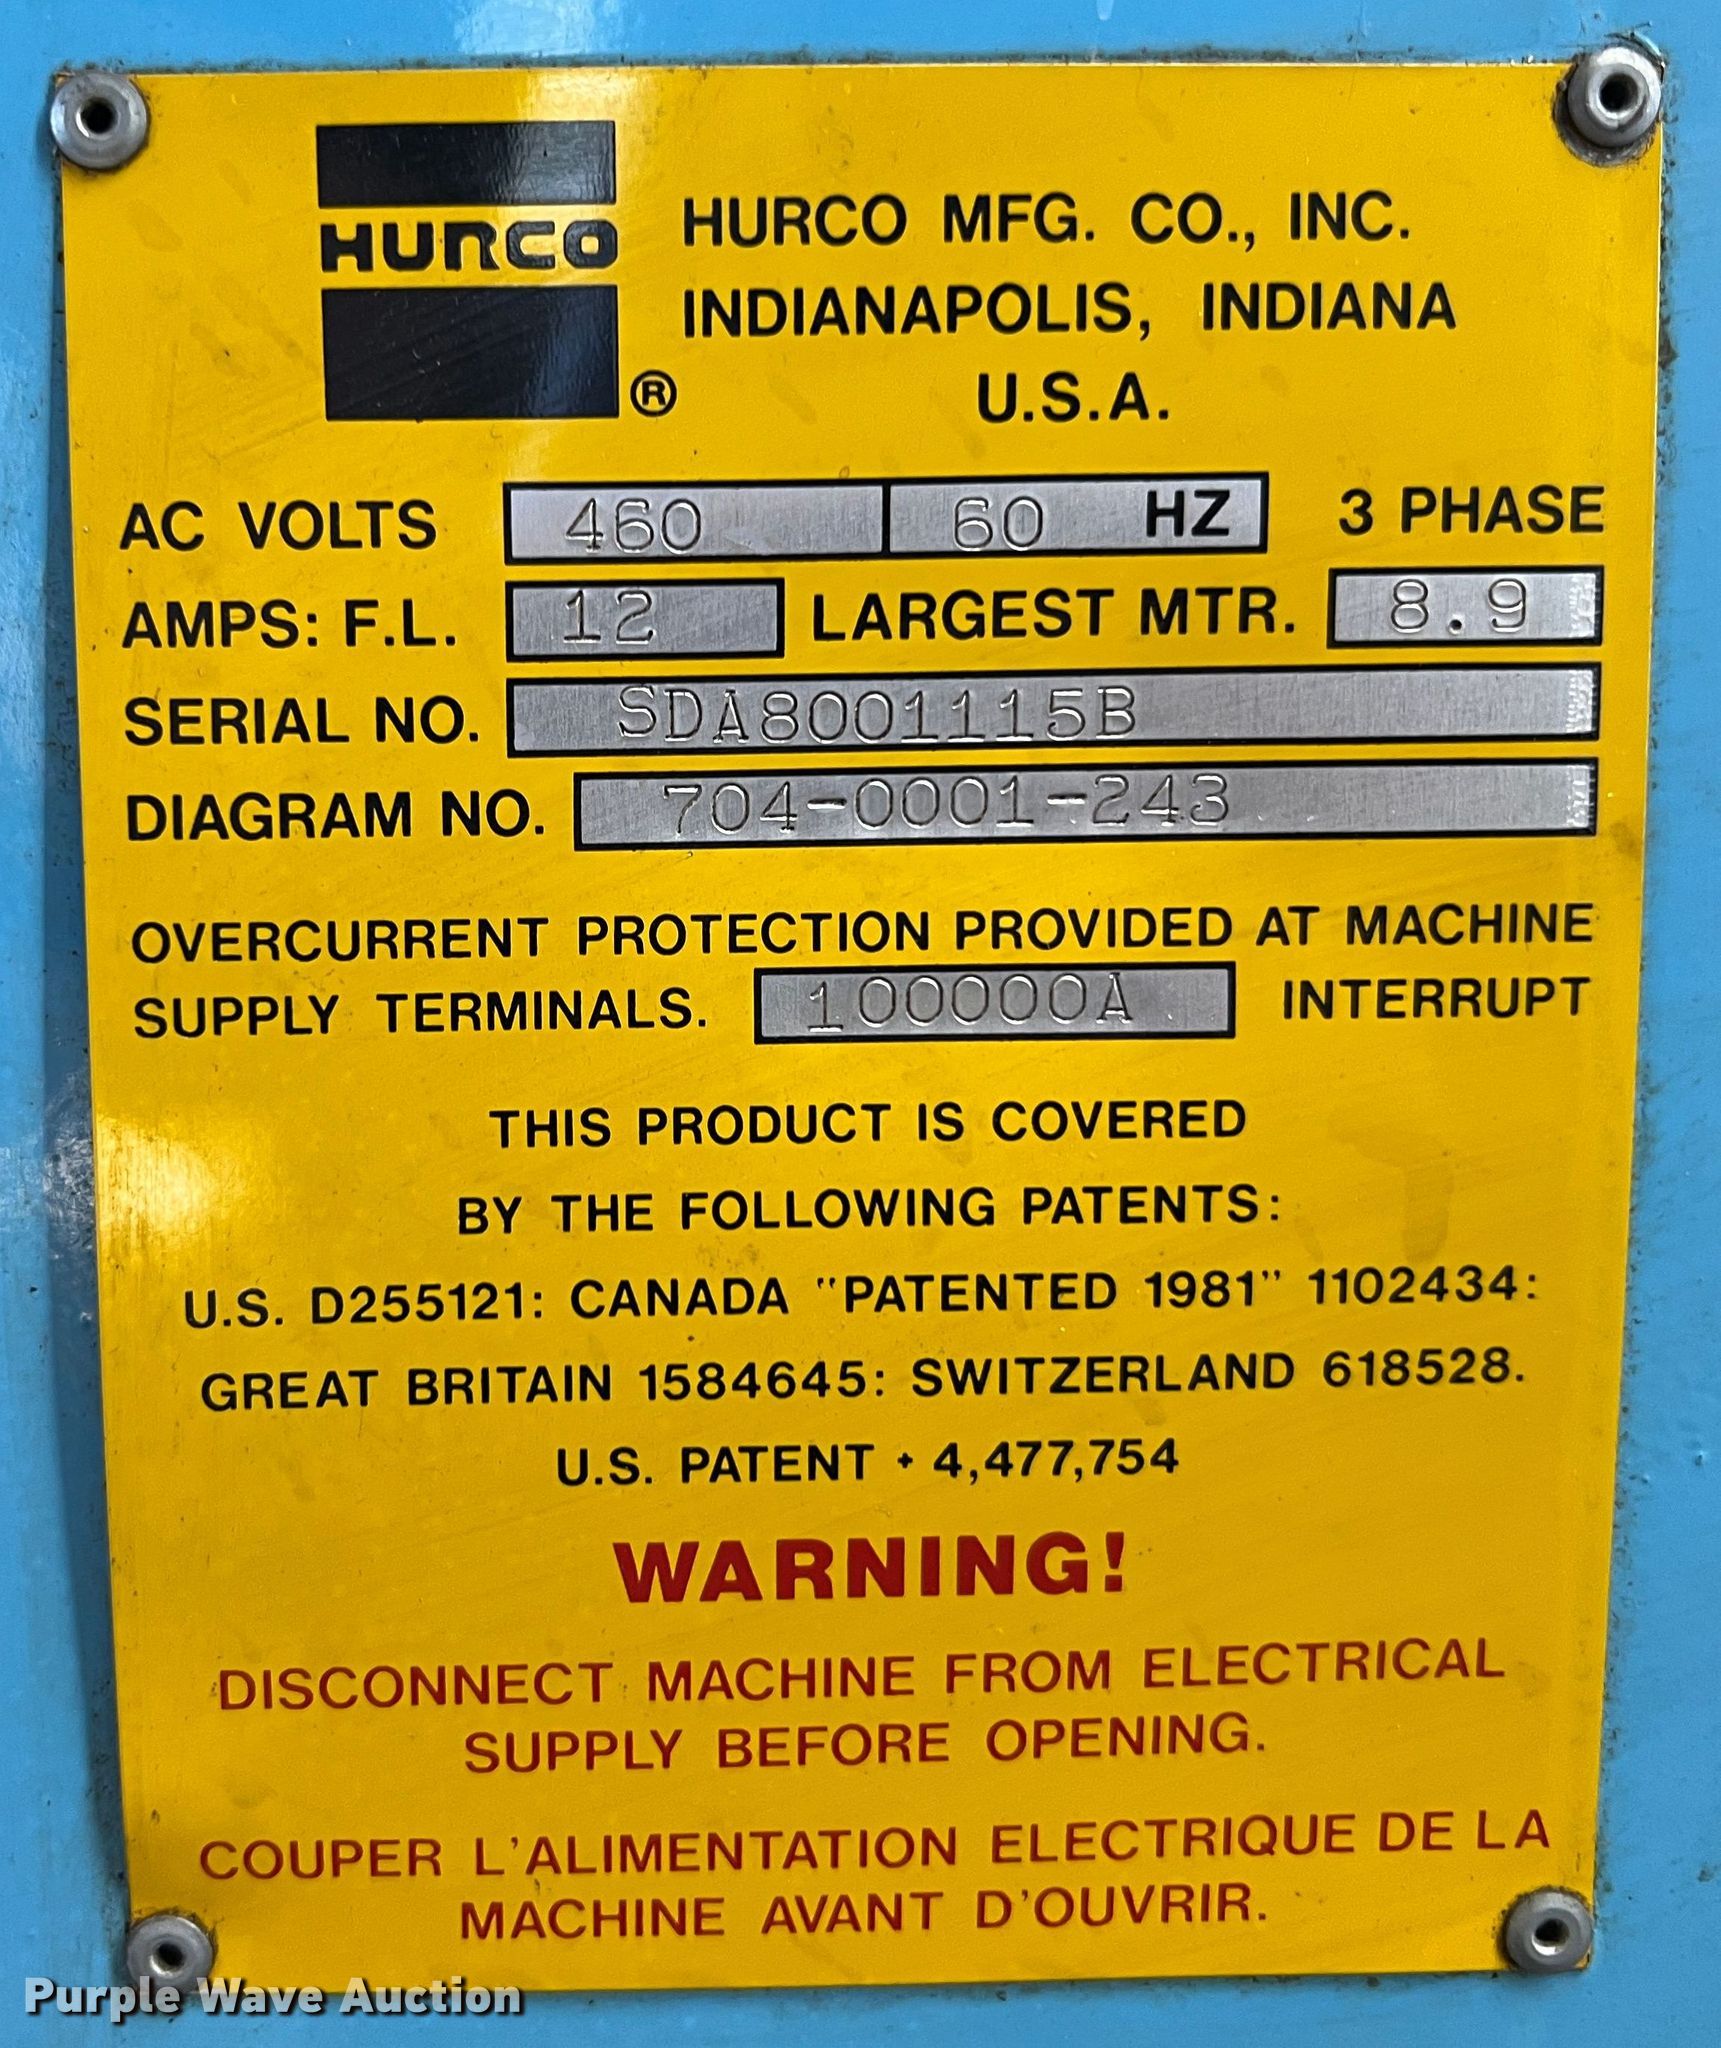 HURCO ®
HURCO MFG. CO., INC.
INDIANAPOLIS, INDIANA
U.S.A.
AC VOLTS 460 60 HZ 3 PHASE
AMPS: F.L. 12 LARGEST MTR. 8.9
SERIAL NO. SDA8001115B
DIAGRAM NO. 704-0001-243
OVERCURRENT PROTECTION PROVIDED AT MACHINE
SUPPLY TERMINALS. 100000A INTERRUPT
THIS PRODUCT IS COVERED
BY THE FOLLOWING PATENTS:
U.S. D255121: CANADA "PATENTED 1981" 1102434:
GREAT BRITAIN 1584645: SWITZERLAND 618528.
U.S. PATENT • 4,477,754
WARNING!
DISCONNECT MACHINE FROM ELECTRICAL
SUPPLY BEFORE OPENING.
COUPER L'ALIMENTATION ELECTRIQUE DE LA
MACHINE AVANT D'OUVRIR.
Purple Wave Auction